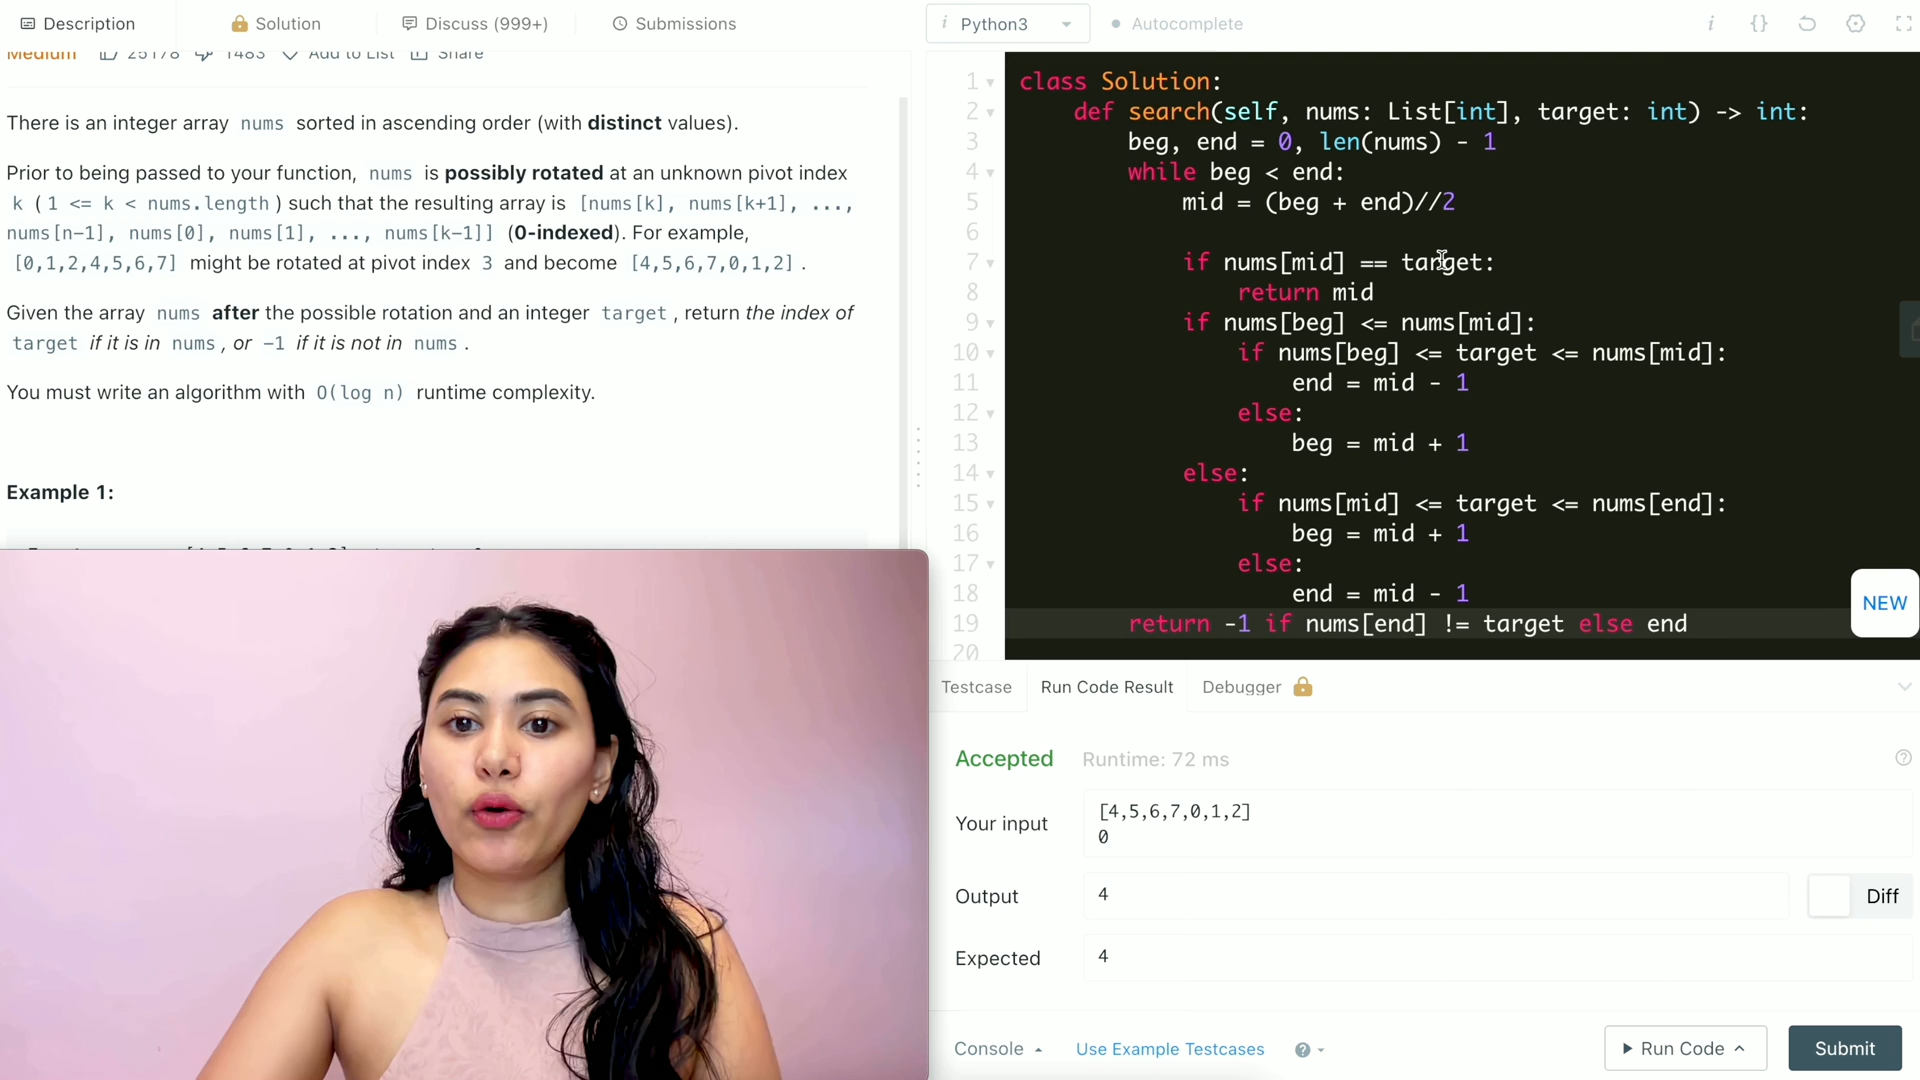 Description
Solution
Discuss (999+)
Submissions
i Python3
Autocomplete
i {}
Medium 25178 1483 Add to List Share
There is an integer array nums sorted in ascending order (with distinct values).
Prior to being passed to your function, nums is possibly rotated at an unknown pivot index
k (1 <= k < nums.length) such that the resulting array is [nums[k], nums[k+1], ...,
nums[n-1], nums[0], nums[1], ..., nums[k-1]] (0-indexed). For example,
[0,1,2,4,5,6,7] might be rotated at pivot index 3 and become [4,5,6,7,0,1,2].
Given the array nums after the possible rotation and an integer target, return the index of
target if it is in nums, or -1 if it is not in nums.
You must write an algorithm with O(log n) runtime complexity.
Example 1:
1 class Solution:
2 def search(self, nums: List[int], target: int) -> int:
3 beg, end = 0, len(nums) - 1
4 while beg < end:
5 mid = (beg + end)//2
6
7 if nums[mid] == target:
8 return mid
9 if nums[beg] <= nums[mid]:
10 if nums[beg] <= target <= nums[mid]:
11 end = mid - 1
12 else:
13 beg = mid + 1
14 else:
15 if nums[mid] <= target <= nums[end]:
16 beg = mid + 1
17 else:
18 end = mid - 1
19 return -1 if nums[end] != target else end
20
NEW
Testcase
Run Code Result
Debugger
Accepted Runtime: 72 ms
?
Your input
[4,5,6,7,0,1,2]
0
Output
4
Diff
Expected
4
Console
Use Example Testcases
?
Run Code
Submit